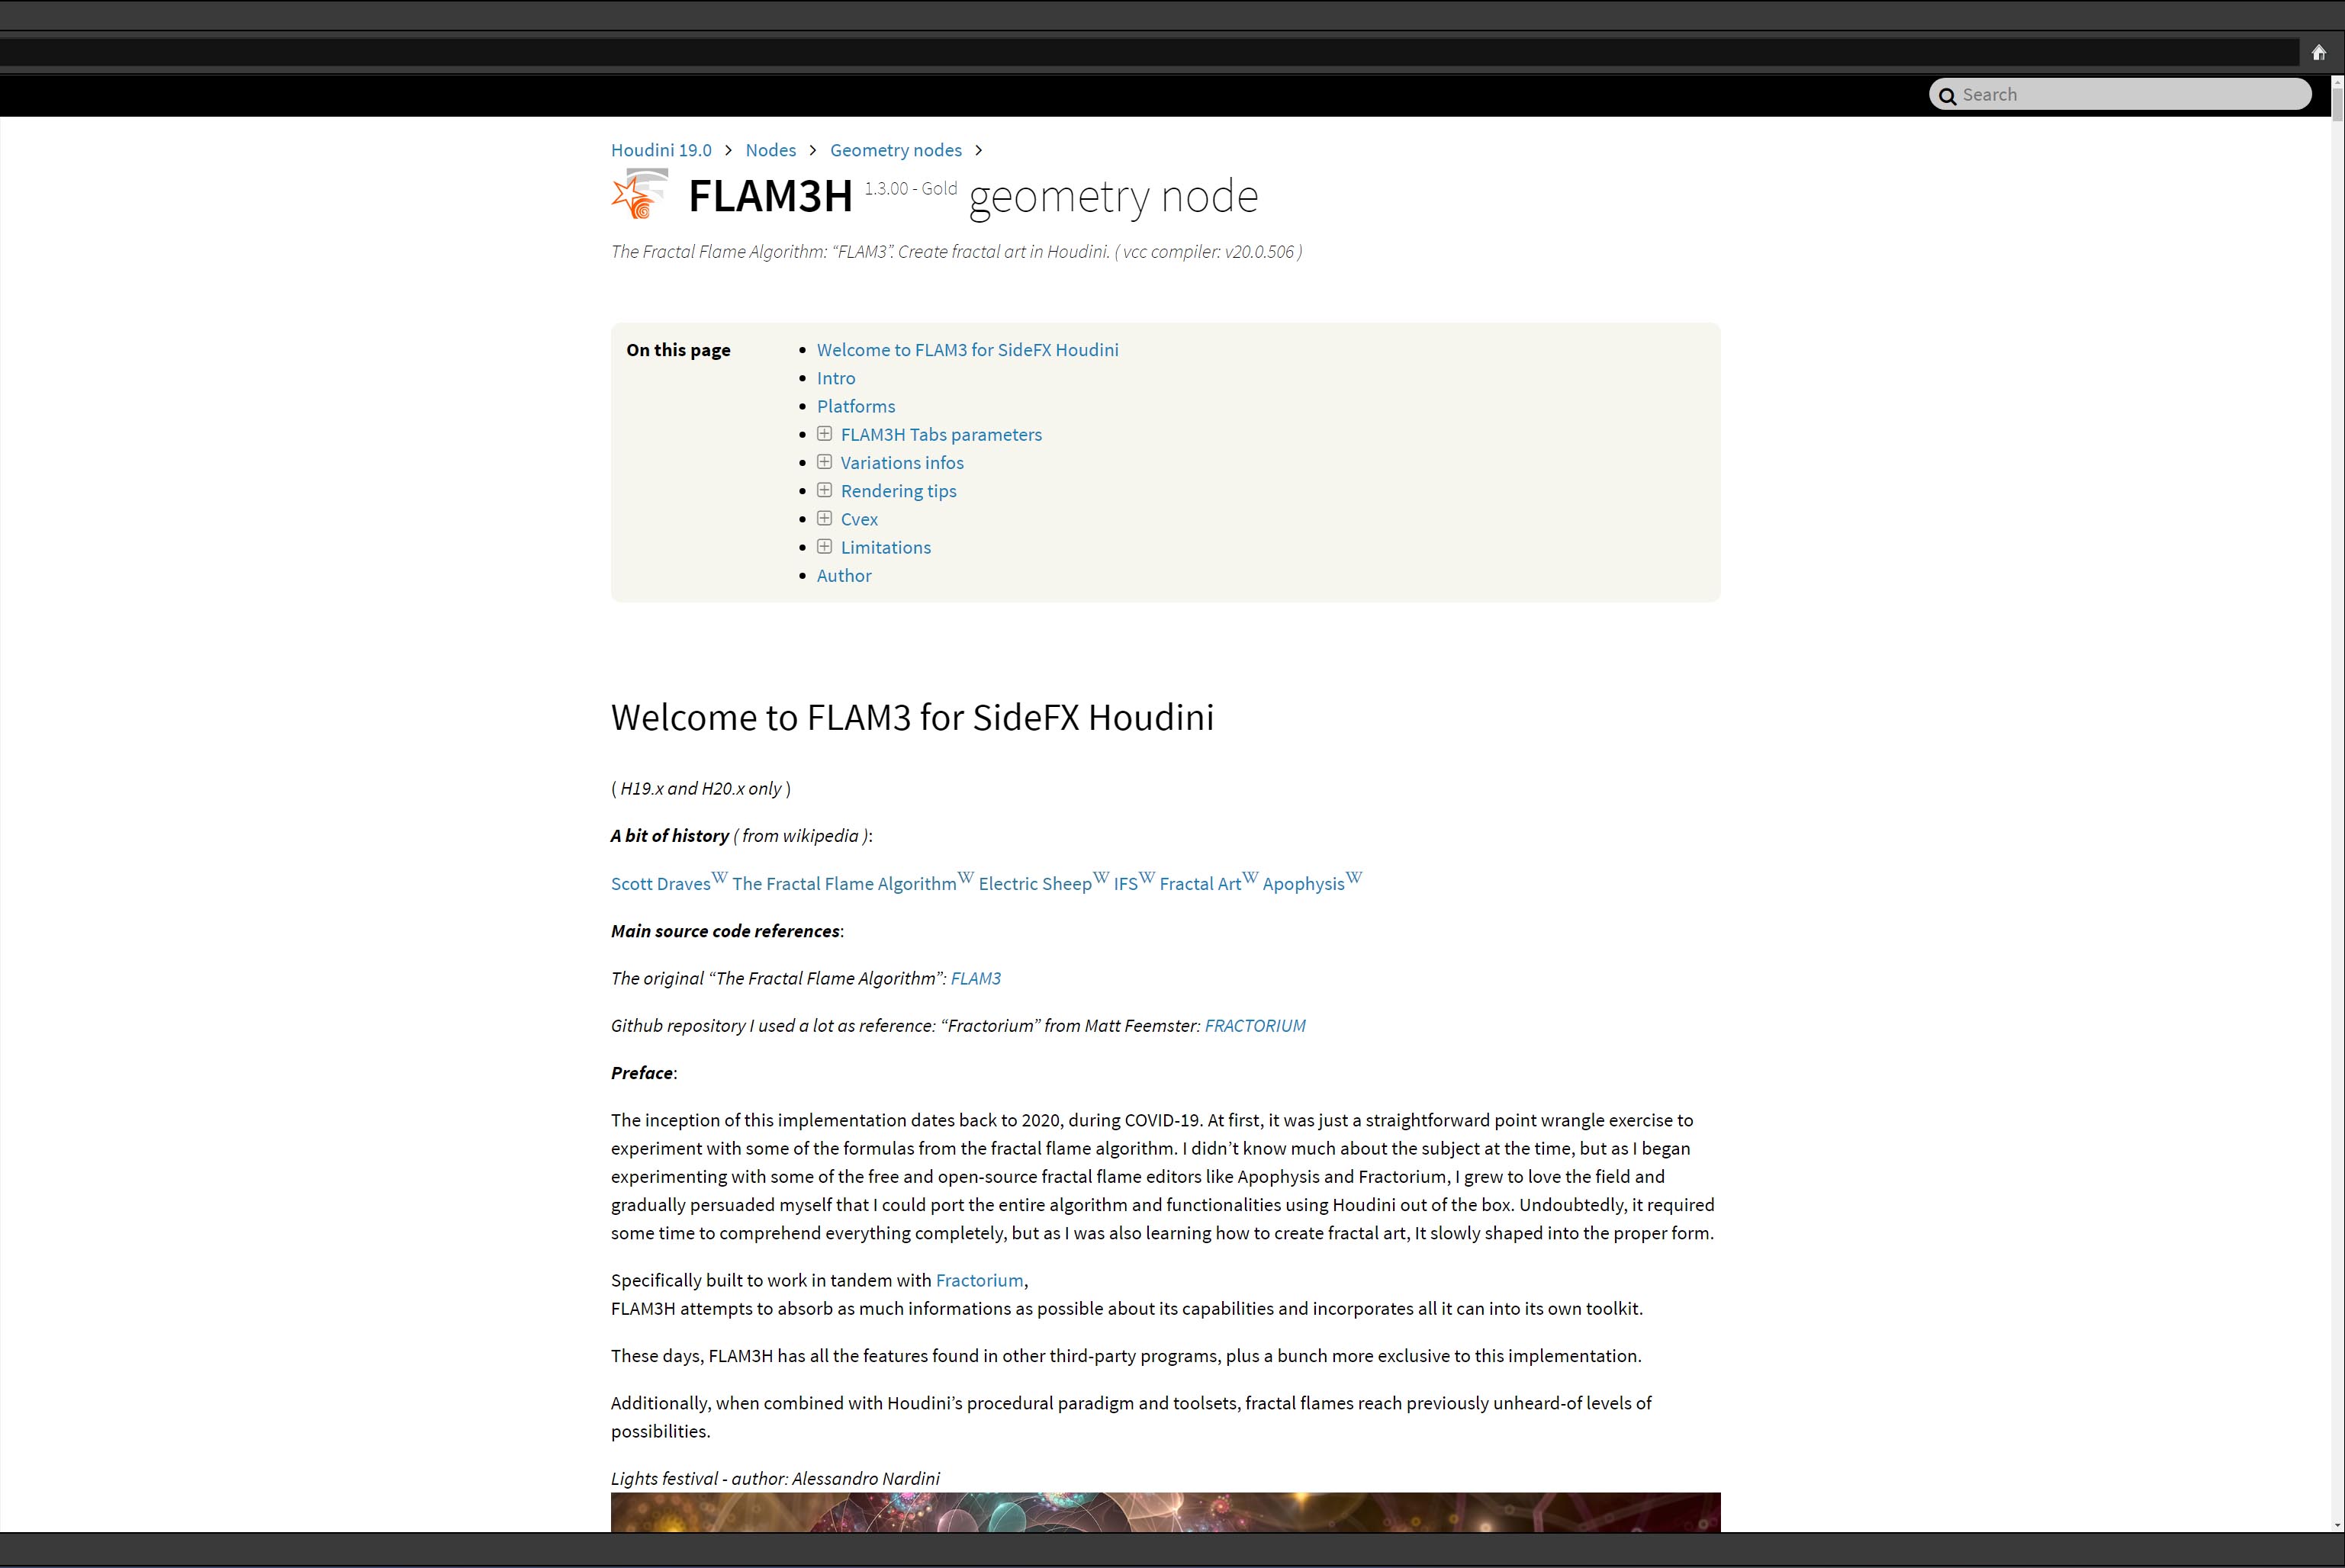 Search
Houdini 19.0 > Nodes > Geometry nodes >
FLAM3H 1.3.00 - Gold geometry node
The Fractal Flame Algorithm: “FLAM3”. Create fractal art in Houdini. ( vcc compiler: v20.0.506 )
On this page
• Welcome to FLAM3 for SideFX Houdini
• Intro
• Platforms
• FLAM3H Tabs parameters
• Variations infos
• Rendering tips
• Cvex
• Limitations
• Author
Welcome to FLAM3 for SideFX Houdini
( H19.x and H20.x only )
A bit of history ( from wikipedia ):
Scott DravesW The Fractal Flame AlgorithmW Electric SheepW IFSW Fractal ArtW ApophysisW
Main source code references:
The original “The Fractal Flame Algorithm”: FLAM3
Github repository I used a lot as reference: “Fractorium” from Matt Feemster: FRACTORIUM
Preface:
The inception of this implementation dates back to 2020, during COVID-19. At first, it was just a straightforward point wrangle exercise to
experiment with some of the formulas from the fractal flame algorithm. I didn’t know much about the subject at the time, but as I began
experimenting with some of the free and open-source fractal flame editors like Apophysis and Fractorium, I grew to love the field and
gradually persuaded myself that I could port the entire algorithm and functionalities using Houdini out of the box. Undoubtedly, it required
some time to comprehend everything completely, but as I was also learning how to create fractal art, It slowly shaped into the proper form.
Specifically built to work in tandem with Fractorium,
FLAM3H attempts to absorb as much informations as possible about its capabilities and incorporates all it can into its own toolkit.
These days, FLAM3H has all the features found in other third-party programs, plus a bunch more exclusive to this implementation.
Additionally, when combined with Houdini’s procedural paradigm and toolsets, fractal flames reach previously unheard-of levels of
possibilities.
Lights festival - author: Alessandro Nardini